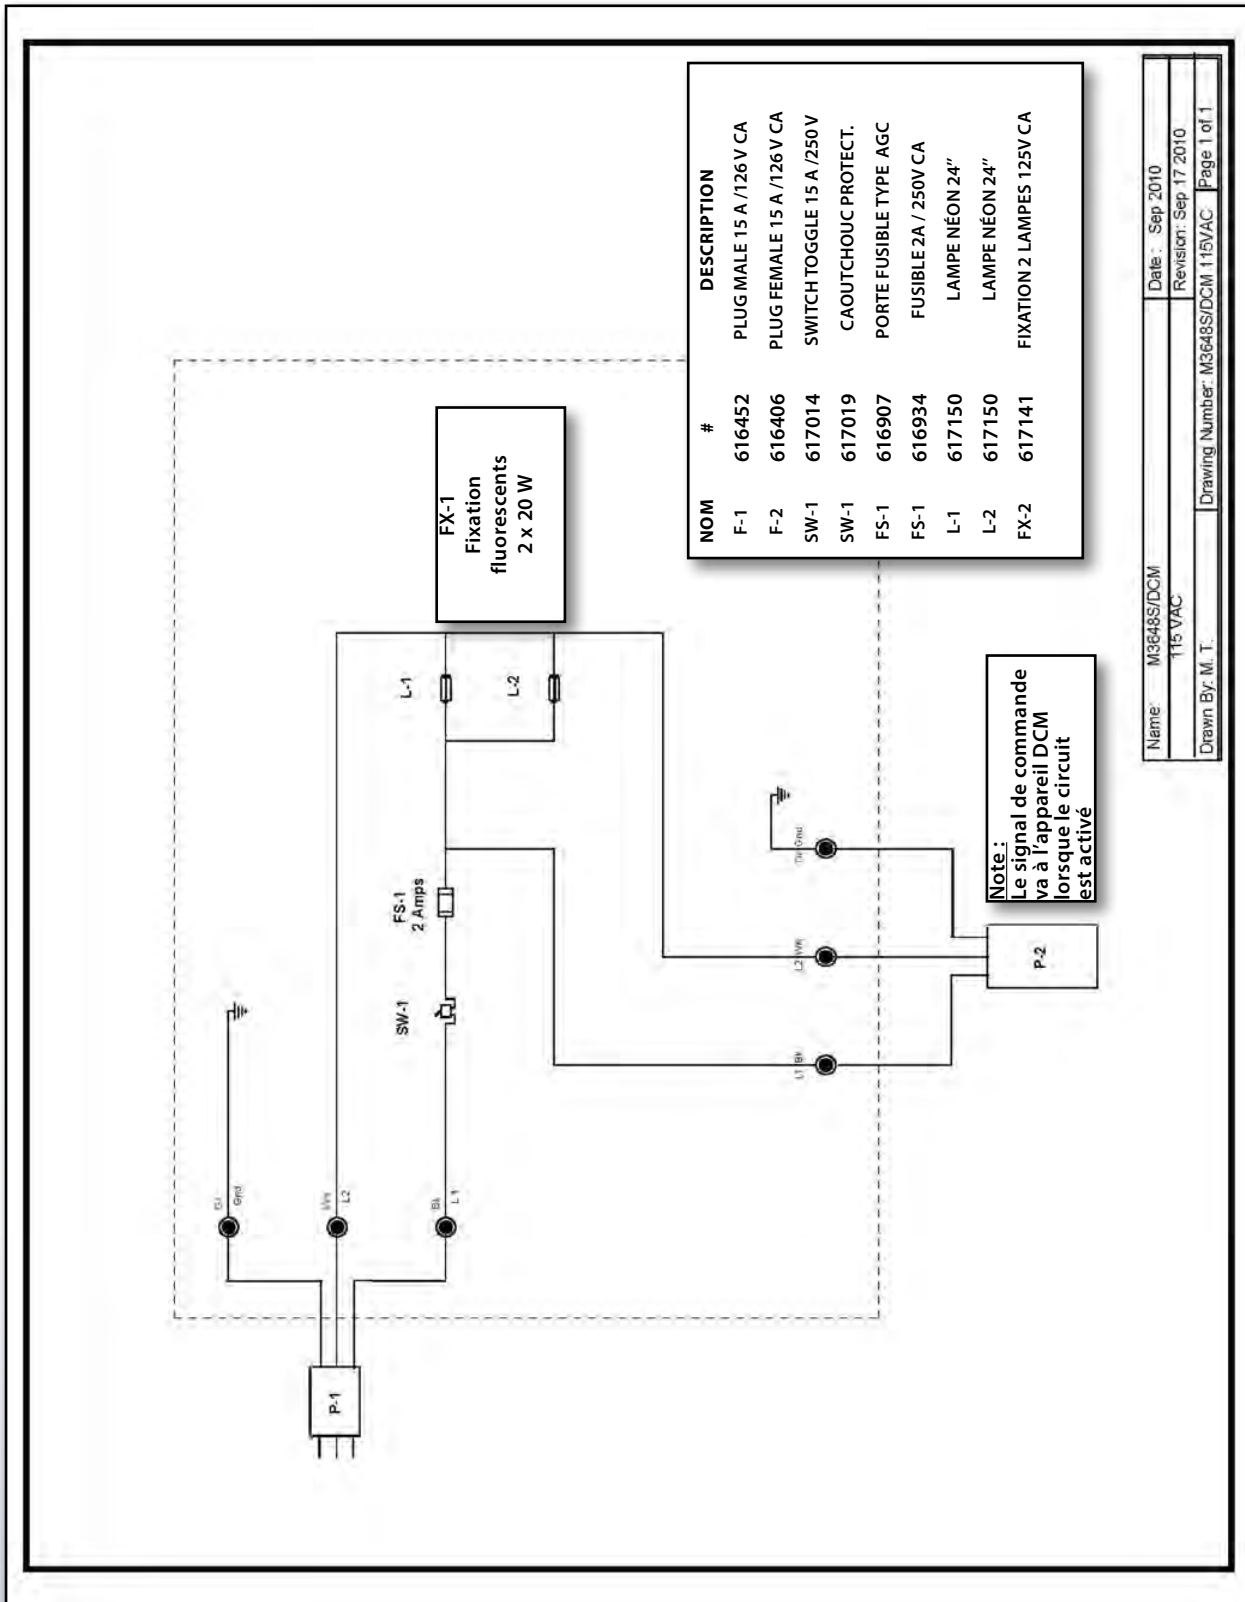 P-1
Gnd
L2
Bk
L1
SW-1
FS-1
2 Amps
L-1
L-2
FX-1
Fixation
fluorescents
2 x 20 W
L1 Bk
L2
Gnd
P-2
Note :
Le signal de commande
va à l'appareil DCM
lorsque le circuit
est activé
NOM # DESCRIPTION
F-1 616452 PLUG MALE 15 A /126 V CA
F-2 616406 PLUG FEMALE 15 A /126 V CA
SW-1 617014 SWITCH TOGGLE 15 A /250 V
SW-1 617019 CAOUTCHOUC PROTECT.
FS-1 616907 PORTE FUSIBLE TYPE AGC
FS-1 616934 FUSIBLE 2A / 250V CA
L-1 617150 LAMPE NÉON 24”
L-2 617150 LAMPE NÉON 24”
FX-2 617141 FIXATION 2 LAMPES 125V CA
Name: M3648S/DCM Date : Sep 2010
115 VAC Revision: Sep 17 2010
Drawn By: M. T. Drawing Number: M3648S/DCM 115VAC Page 1 of 1